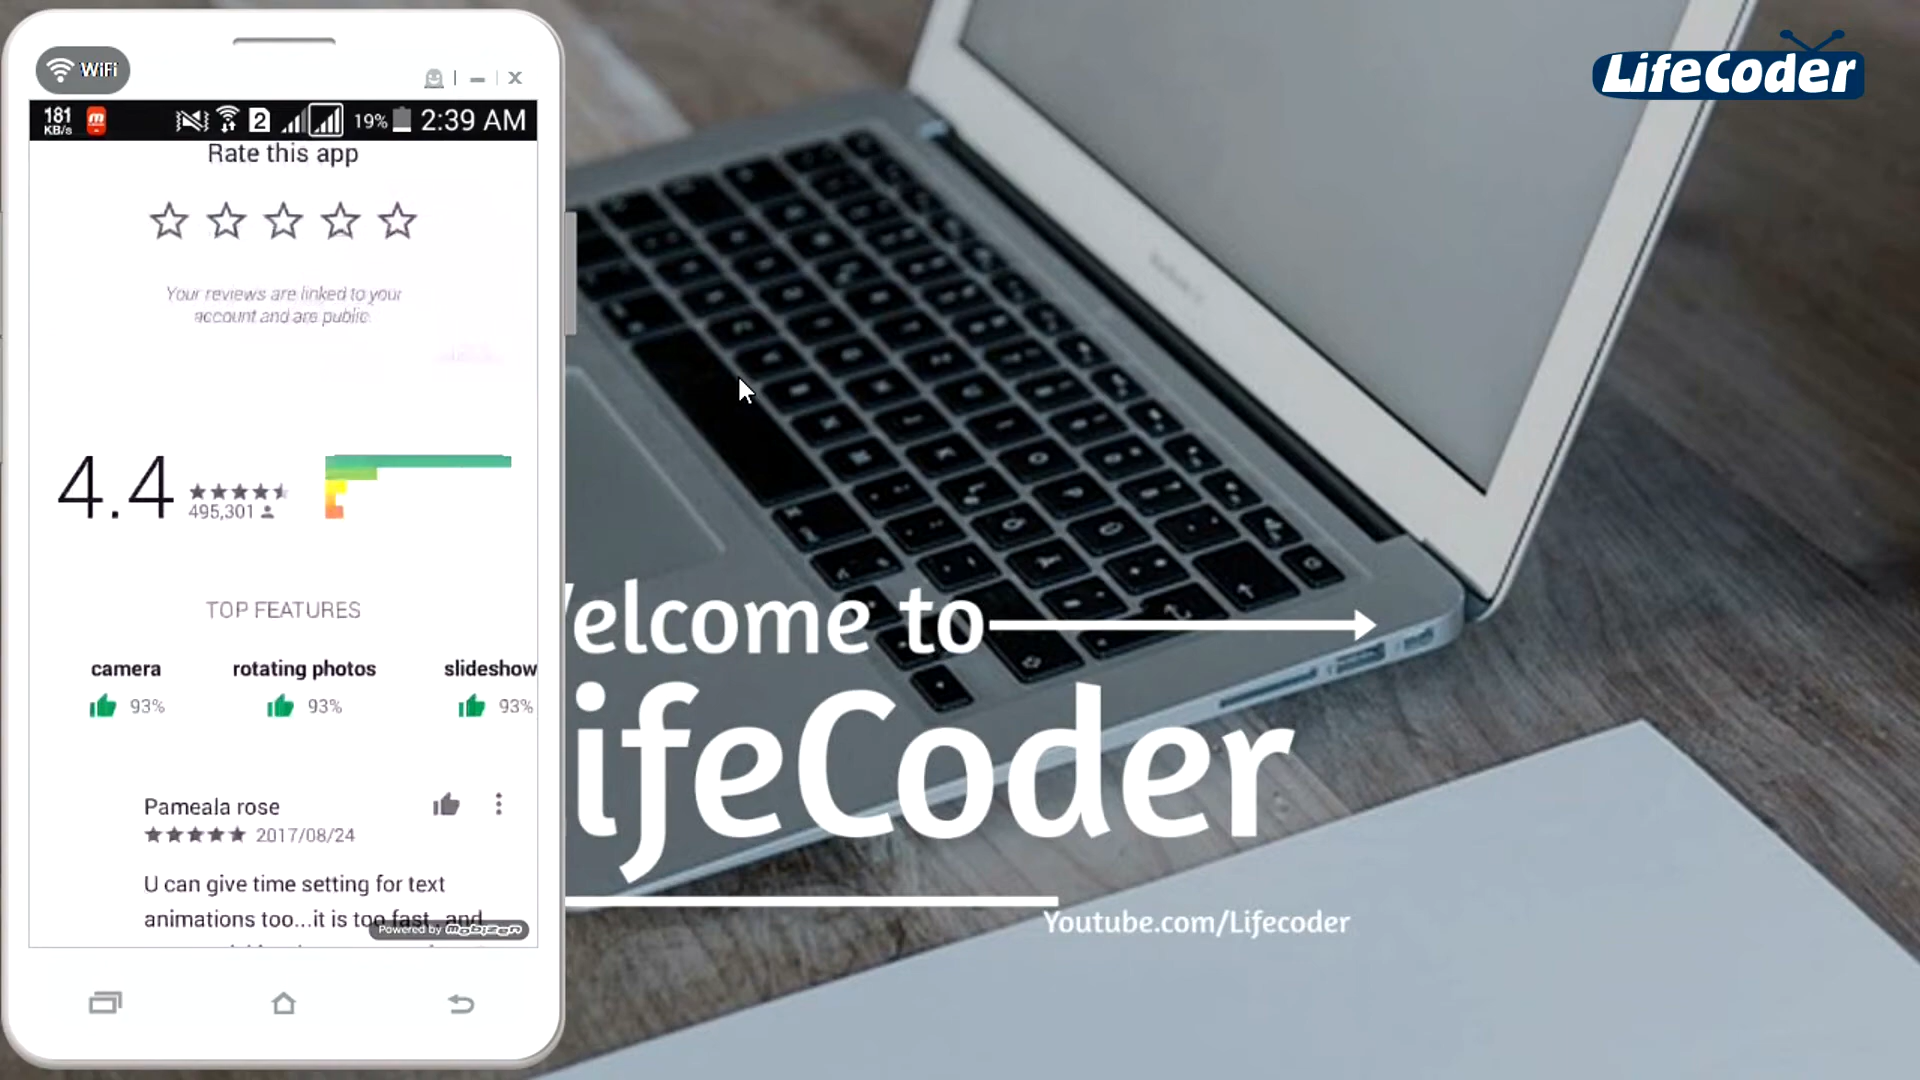 WiFi
181
KB/s
2
19%
2:39 AM
Rate this app
Your reviews are linked to your
account and are public.
4.4
495,301
TOP FEATURES
camera
rotating photos
slideshow
93%
93%
93%
Pameala rose
2017/08/24
U can give time setting for text
animations too...it is too fast..and
Powered by mobizen
LifeCoder
elcome to
ifeCoder
Youtube.com/Lifecoder